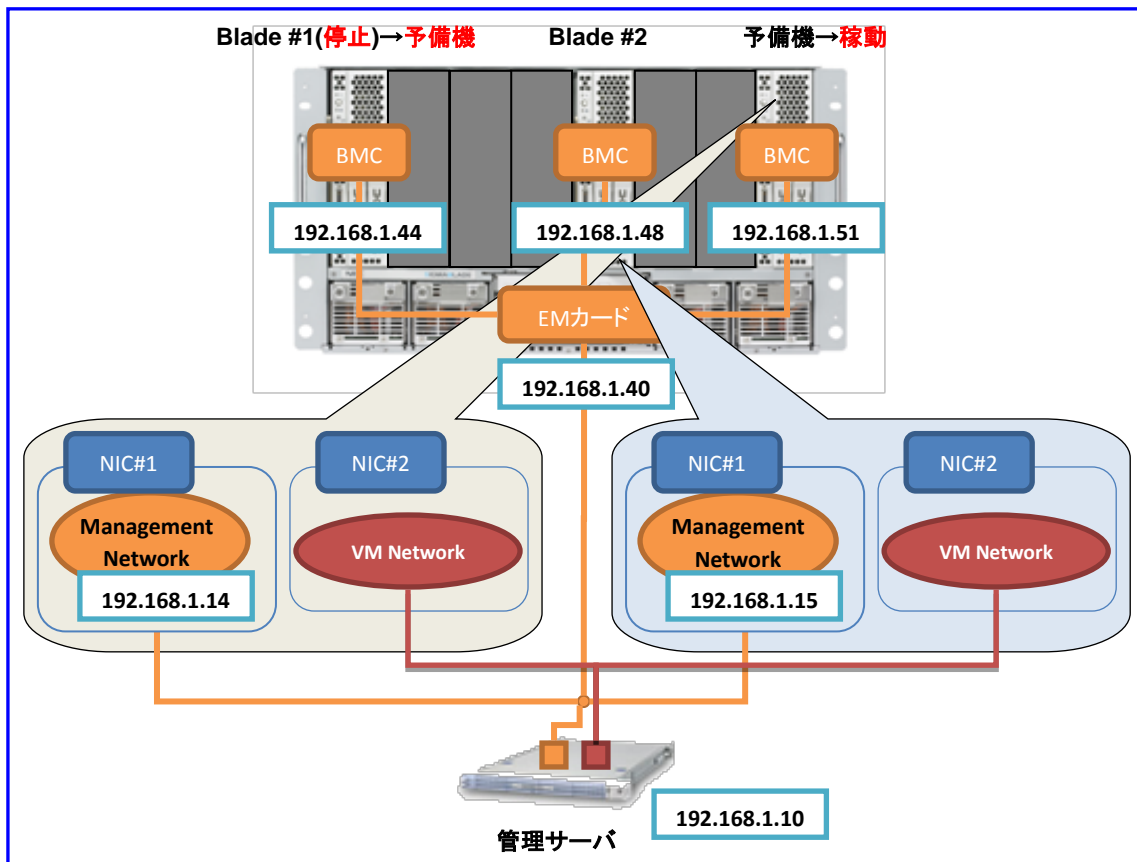 Blade #1(停止)→予備機
Blade #2
予備機→稼動
BMC
BMC
BMC
192.168.1.44
192.168.1.48
192.168.1.51
EMカード
192.168.1.40
NIC#1
NIC#2
NIC#1
NIC#2
Management
Network
VM Network
Management
Network
VM Network
192.168.1.14
192.168.1.15
192.168.1.10
管理サーバ